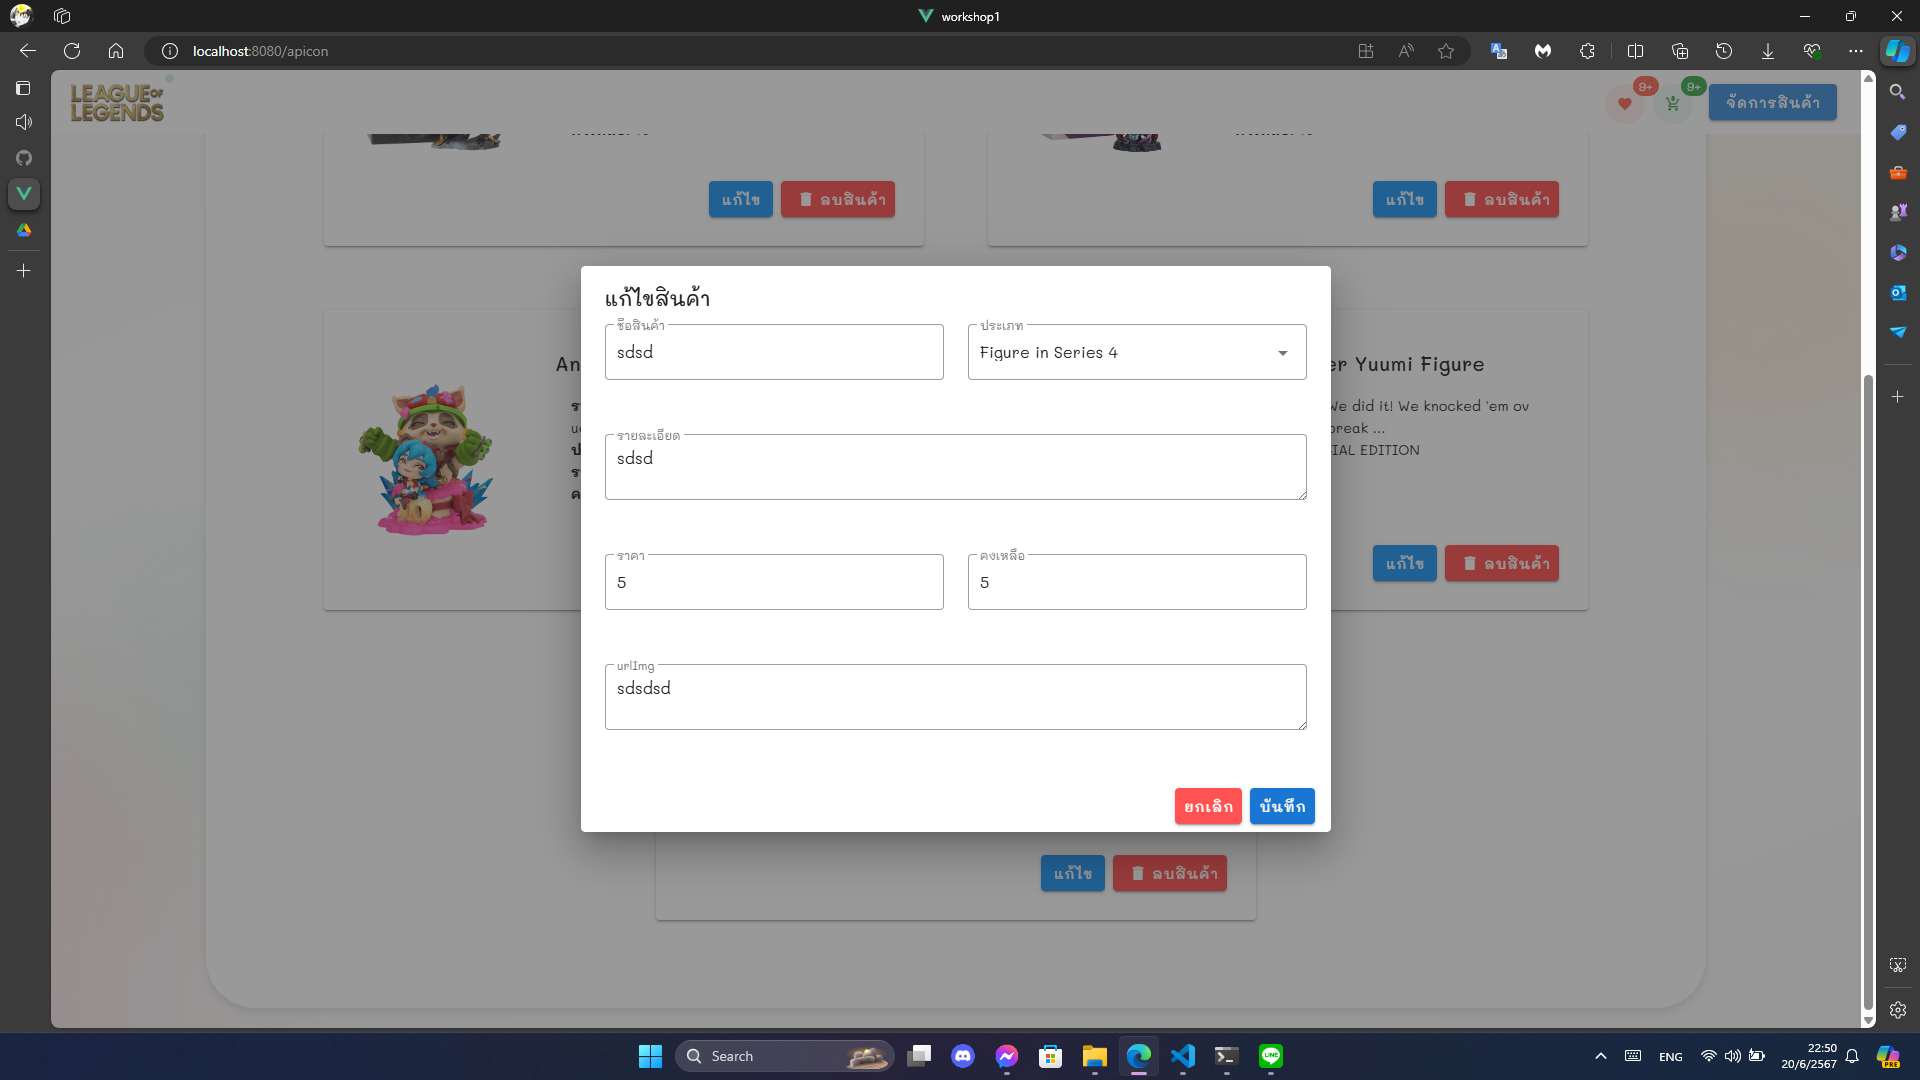 workshop1
localhost:8080/apicon
LEAGUE OF
LEGENDS
9+
9+
จัดการสินค้า
แก้ไข
ลบสินค้า
แก้ไข
ลบสินค้า
แก้ไขสินค้า
ชื่อสินค้า
sdsd
ประเภท
Figure in Series 4
An
er Yuumi Figure
We did it! We knocked 'em ov
break ...
IAL EDITION
รายละเอียด
sdsd
ราคา
5
คงเหลือ
5
แก้ไข
ลบสินค้า
urlImg
sdsdsd
ยกเลิก
บันทึก
แก้ไข
ลบสินค้า
Search
ENG
22:50
20/6/2567